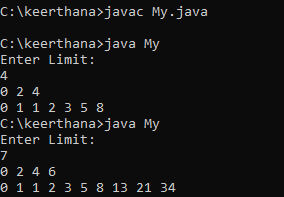 C:\keerthana>javac My.java
C:\keerthana>java My
Enter Limit:
4
0 2 4
0 1 1 2 3 5 8
C:\keerthana>java My
Enter Limit:
7
0 2 4 6
0 1 1 2 3 5 8 13 21 34